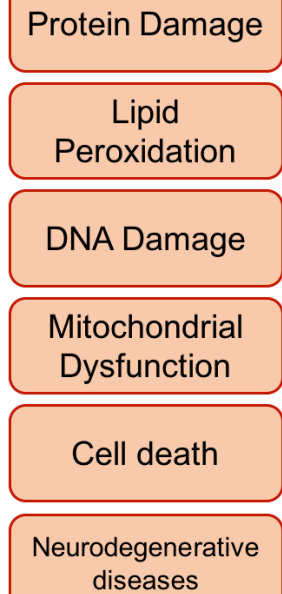 Protein Damage
Lipid
Peroxidation
DNA Damage
Mitochondrial
Dysfunction
Cell death
Neurodegenerative
diseases